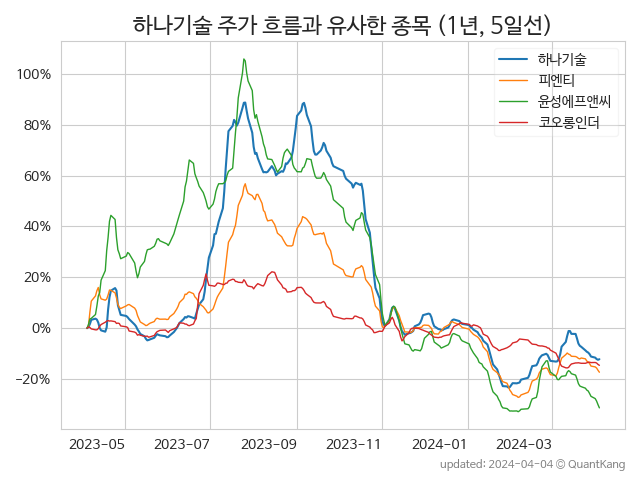 하나기술 주가 흐름과 유사한 종목 (1년, 5일선)
하나기술
피엔티
윤성에프앤씨
코오롱인더
100%
80%
60%
40%
20%
0%
−20%
2023−05
2023−07
2023−09
2023−11
2024−01
2024−03
updated: 2024−04−04 © QuantKang